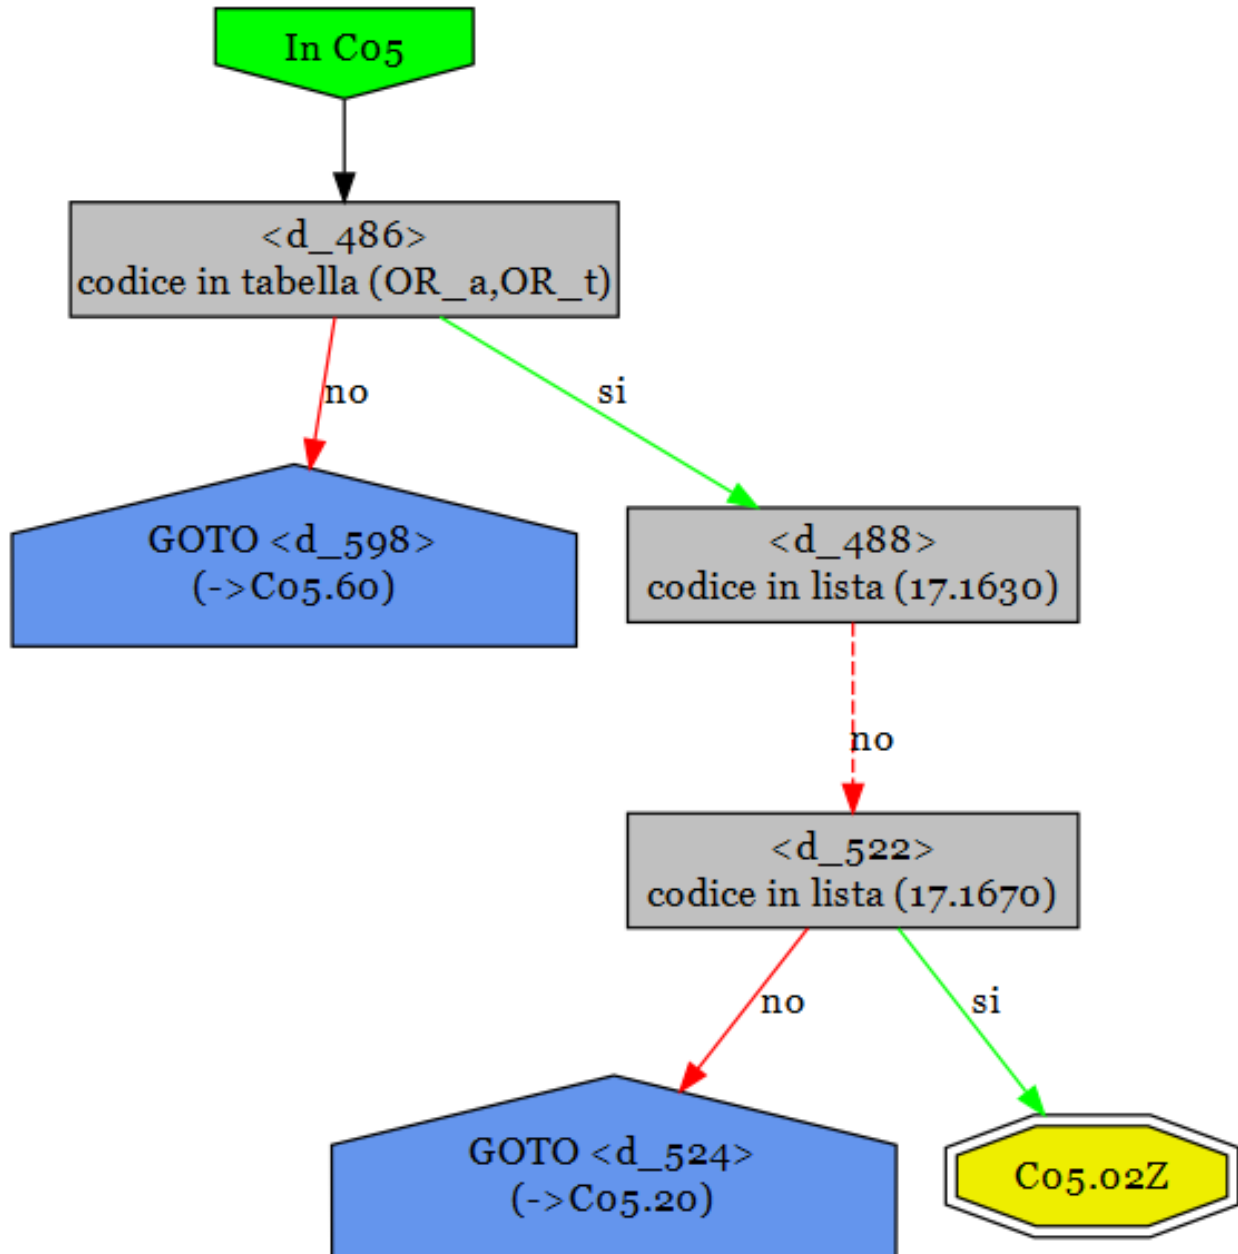 In C05
<d_486>
codice in tabella (OR_a,OR_t)
no
si
GOTO <d_598>
(->C05.60)
<d_488>
codice in lista (17.1630)
no
<d_522>
codice in lista (17.1670)
no
si
GOTO <d_524>
(->C05.20)
C05.02Z